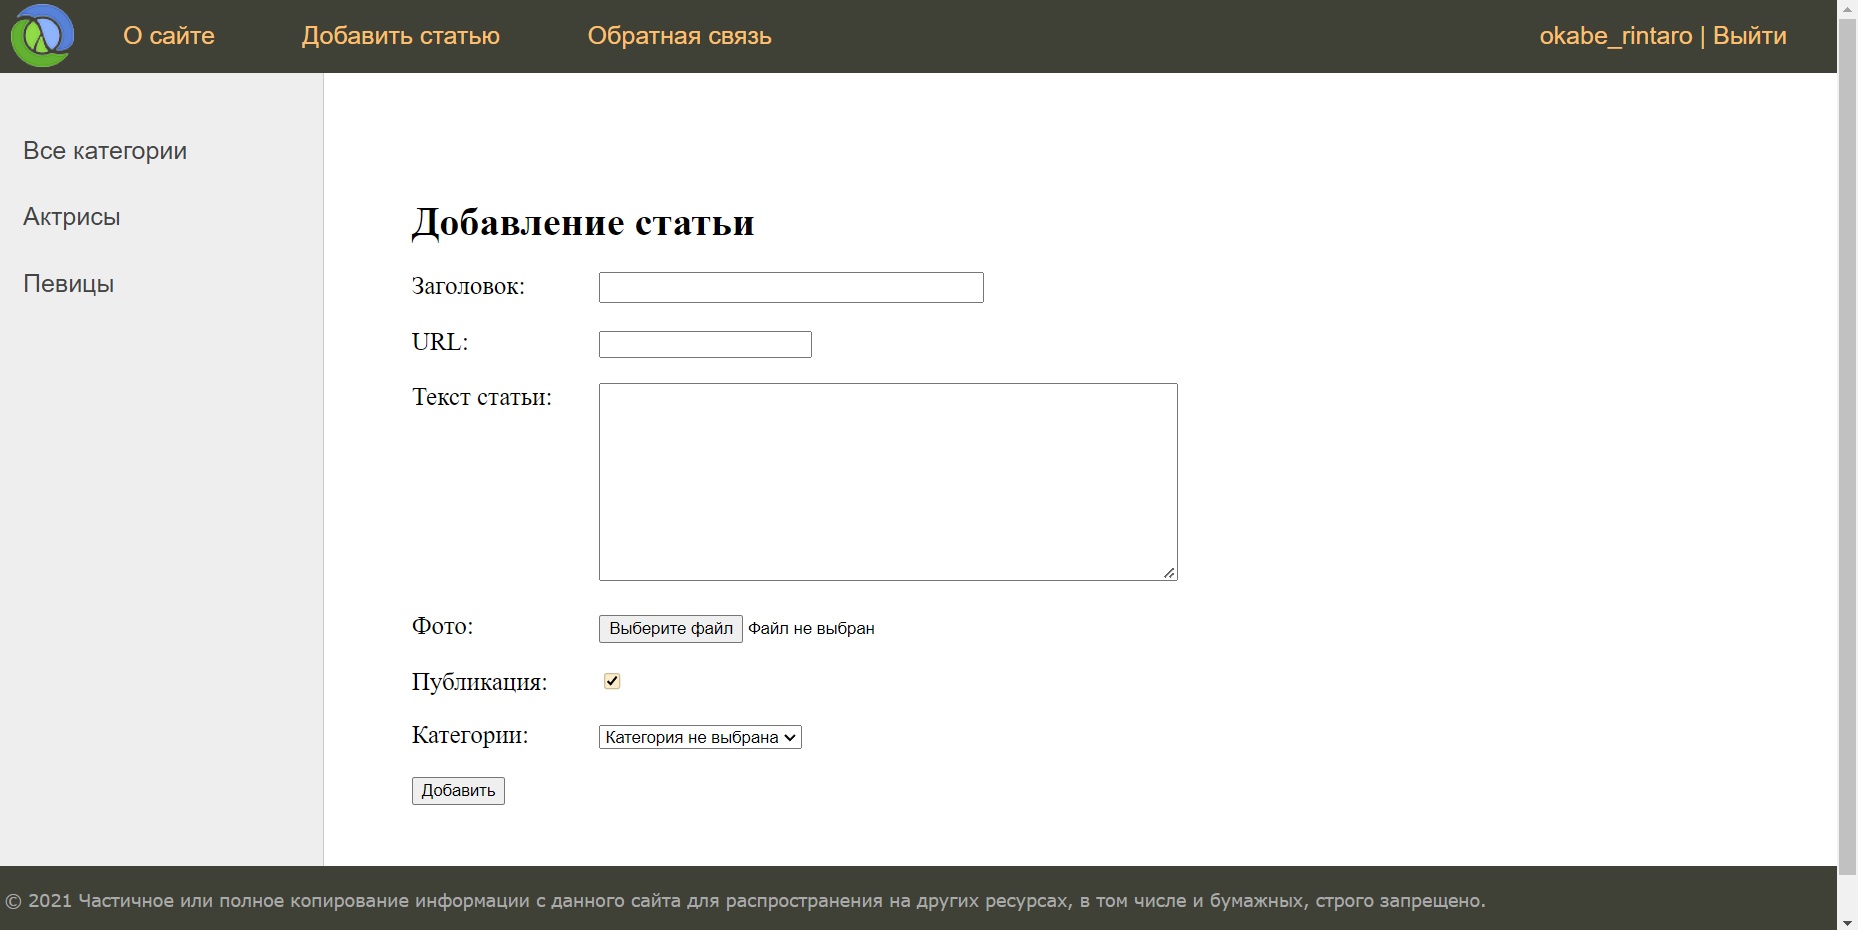 О сайте Добавить статью Обратная связь okabe_rintaro | Выйти
Все категории
Актрисы
Певицы
Добавление статьи
Заголовок:
URL:
Текст статьи:
Фото: Выберите файл Файл не выбран
Публикация:
Категории: Категория не выбрана
Добавить
© 2021 Частичное или полное копирование информации с данного сайта для распространения на других ресурсах, в том числе и бумажных, строго запрещено.